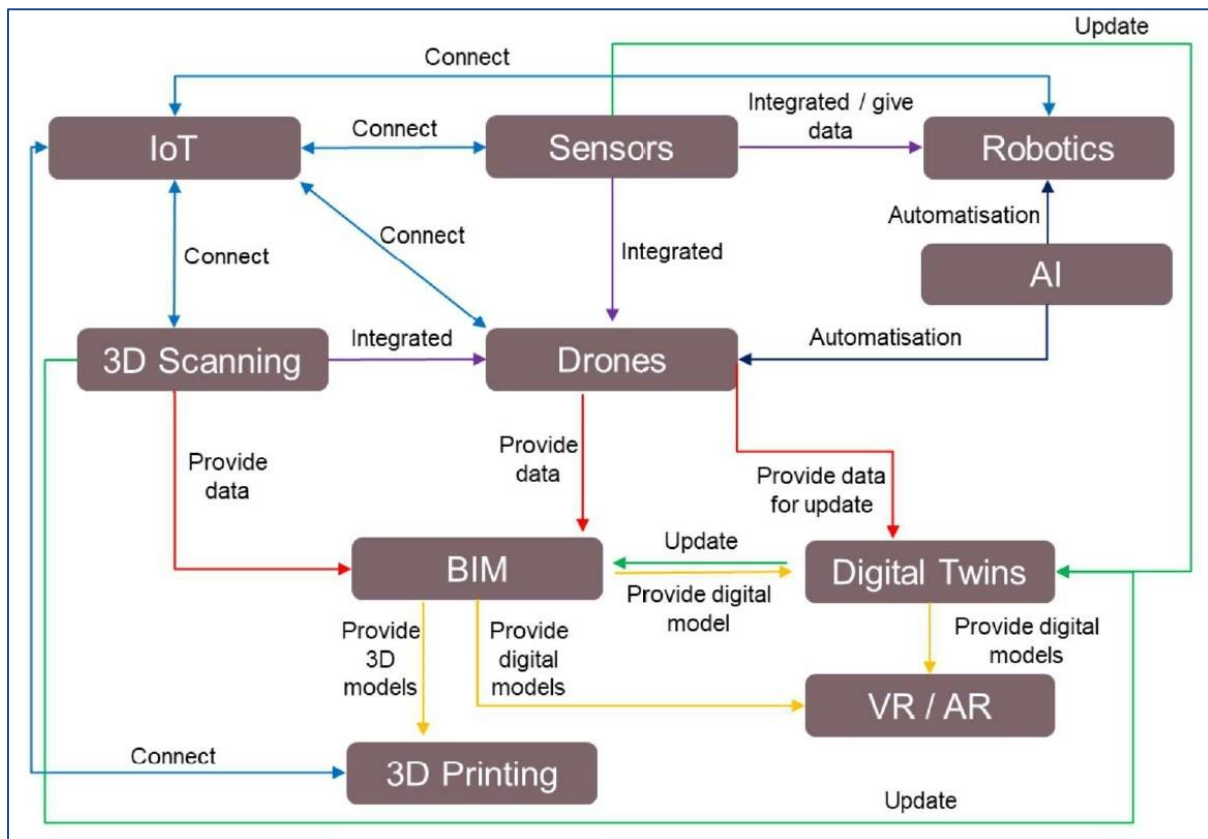 Update
Connect
Integrated / give
data
IoT
Connect
Sensors
Robotics
Automatisation
Connect
Connect
Integrated
AI
3D Scanning
Integrated
Drones
Automatisation
Provide
data
Provide
data
Provide data
for update
BIM
Update
Digital Twins
Provide digital
model
Provide
3D
models
Provide
digital
models
Provide digital
models
VR / AR
Connect
3D Printing
Update